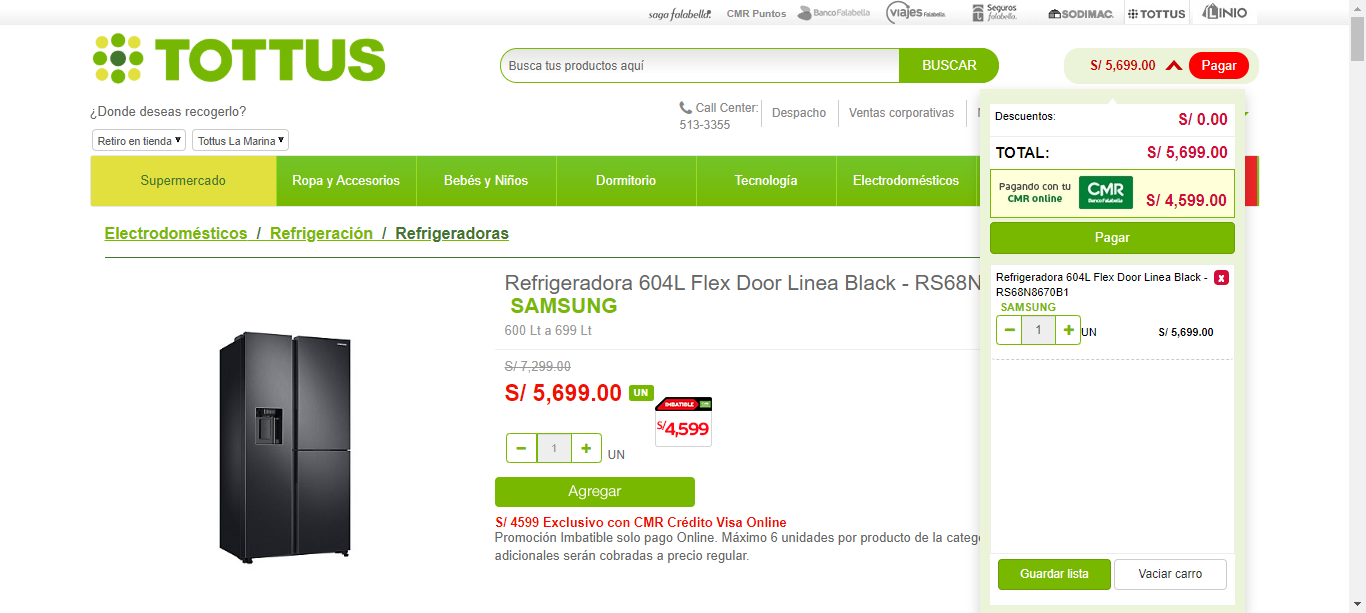 saga falabella. CMR Puntos BancoFalabella viajes Falabella Seguros falabella. SODIMAC. TOTTUS LINIO
TOTTUS
Busca tus productos aquí BUSCAR
S/ 5,699.00 Pagar
¿Donde deseas recogerlo?
Retiro en tienda Tottus La Marina
Call Center:
513-3355
Despacho Ventas corporativas
Supermercado Ropa y Accesorios Bebés y Niños Dormitorio Tecnología Electrodomésticos
Electrodomésticos / Refrigeración / Refrigeradoras
Refrigeradora 604L Flex Door Linea Black - RS68N
SAMSUNG
600 Lt a 699 Lt
S/ 7,299.00
S/ 5,699.00 UN
IMBATIBLE
S/4,599
− 1 + UN
Agregar
S/ 4599 Exclusivo con CMR Crédito Visa Online
Promoción Imbatible solo pago Online. Máximo 6 unidades por producto de la catego
adicionales serán cobradas a precio regular.
Descuentos: S/ 0.00
TOTAL: S/ 5,699.00
Pagando con tu
CMR online
CMR
BancoFalabella
S/ 4,599.00
Pagar
Refrigeradora 604L Flex Door Linea Black - x
RS68N8670B1
SAMSUNG
− 1 + UN S/ 5,699.00
Guardar lista Vaciar carro